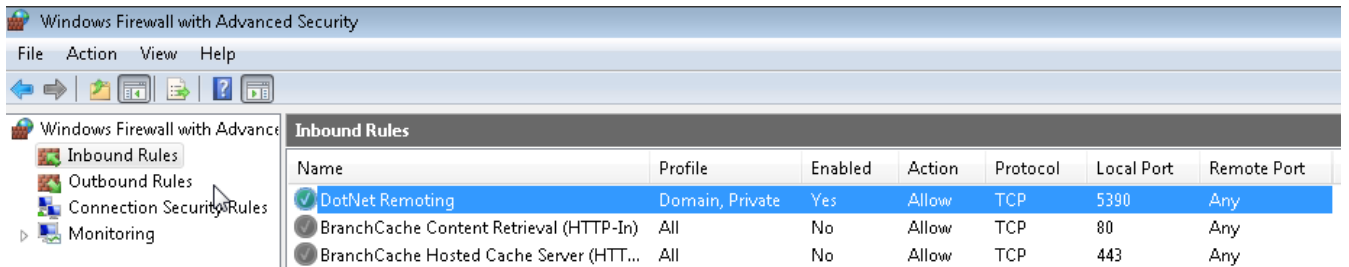 Windows Firewall with Advanced Security
File Action View Help
Windows Firewall with Advance
Inbound Rules
Outbound Rules
Connection Security Rules
Monitoring
Inbound Rules
Name Profile Enabled Action Protocol Local Port Remote Port
DotNet Remoting Domain, Private Yes Allow TCP 5390 Any
BranchCache Content Retrieval (HTTP-In) All No Allow TCP 80 Any
BranchCache Hosted Cache Server (HTT... All No Allow TCP 443 Any